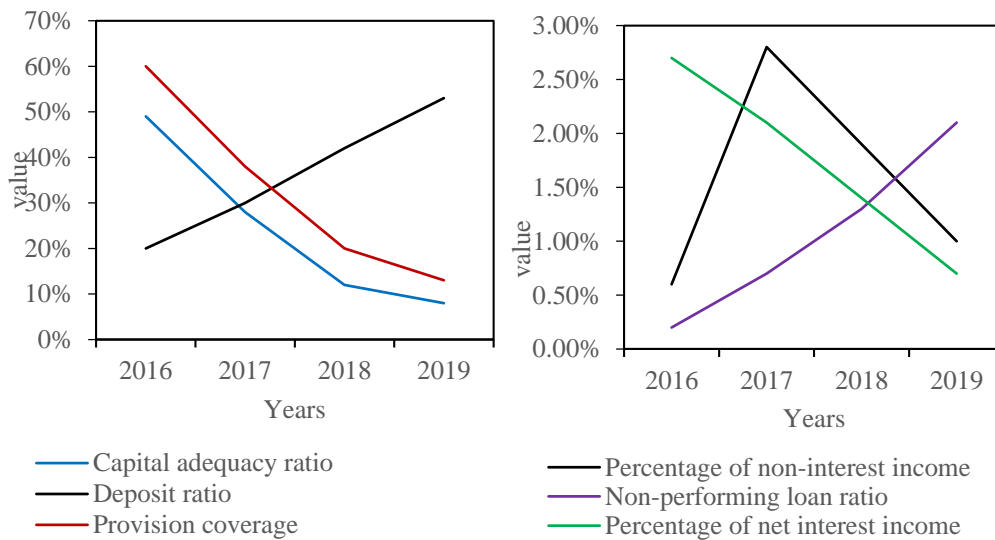 70%
60%
50%
40%
30%
20%
10%
0%
value
2016 2017 2018 2019
Years
Capital adequacy ratio
Deposit ratio
Provision coverage
3.00%
2.50%
2.00%
1.50%
1.00%
0.50%
0.00%
value
2016 2017 2018 2019
Years
Percentage of non-interest income
Non-performing loan ratio
Percentage of net interest income